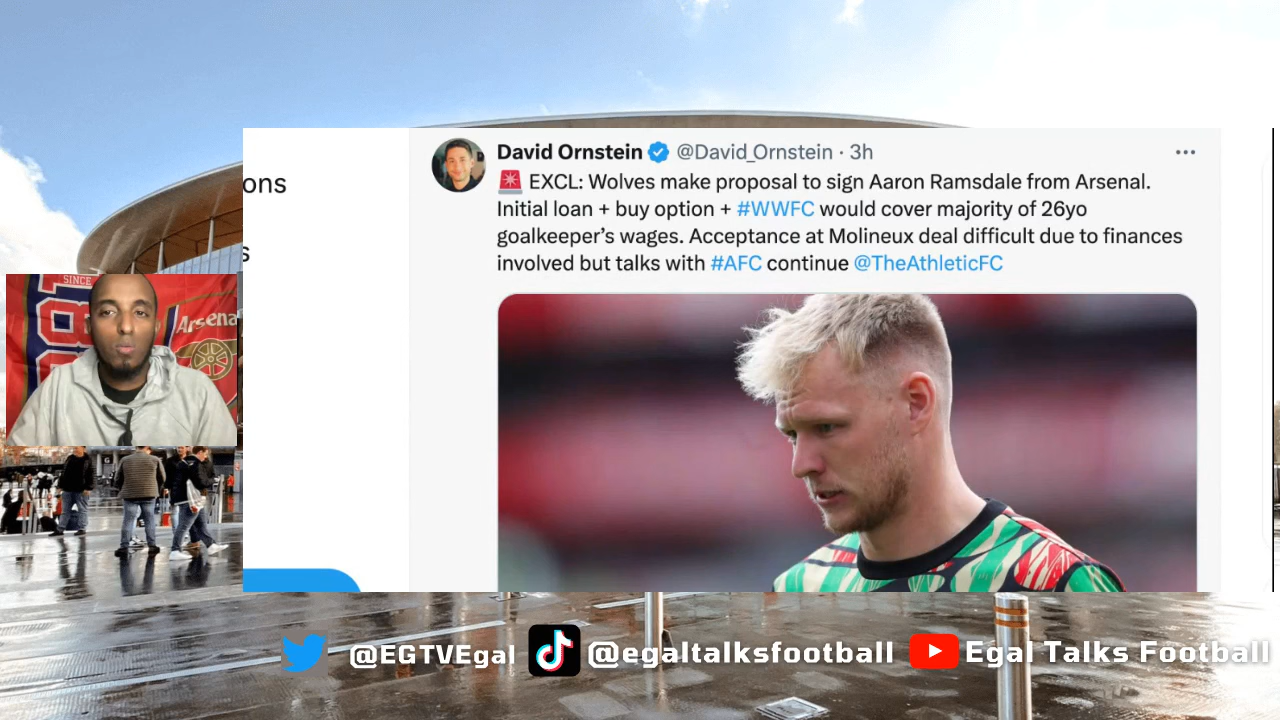 ons
s
David Ornstein @David_Ornstein · 3h
🚨 EXCL: Wolves make proposal to sign Aaron Ramsdale from Arsenal.
Initial loan + buy option + #WWFC would cover majority of 26yo
goalkeeper's wages. Acceptance at Molineux deal difficult due to finances
involved but talks with #AFC continue @TheAthleticFC
SINCE
Arsenal
@EGTVEgal
@egaltalksfootball
Egal Talks Football